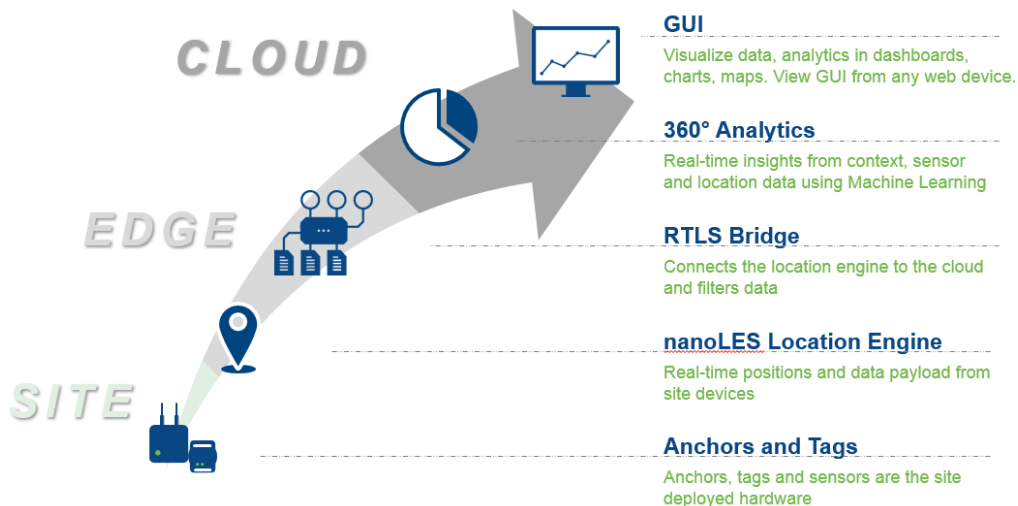 CLOUD
EDGE
SITE
GUI
Visualize data, analytics in dashboards,
charts, maps. View GUI from any web device.
360° Analytics
Real-time insights from context, sensor
and location data using Machine Learning
RTLS Bridge
Connects the location engine to the cloud
and filters data
nanoLES Location Engine
Real-time positions and data payload from
site devices
Anchors and Tags
Anchors, tags and sensors are the site
deployed hardware